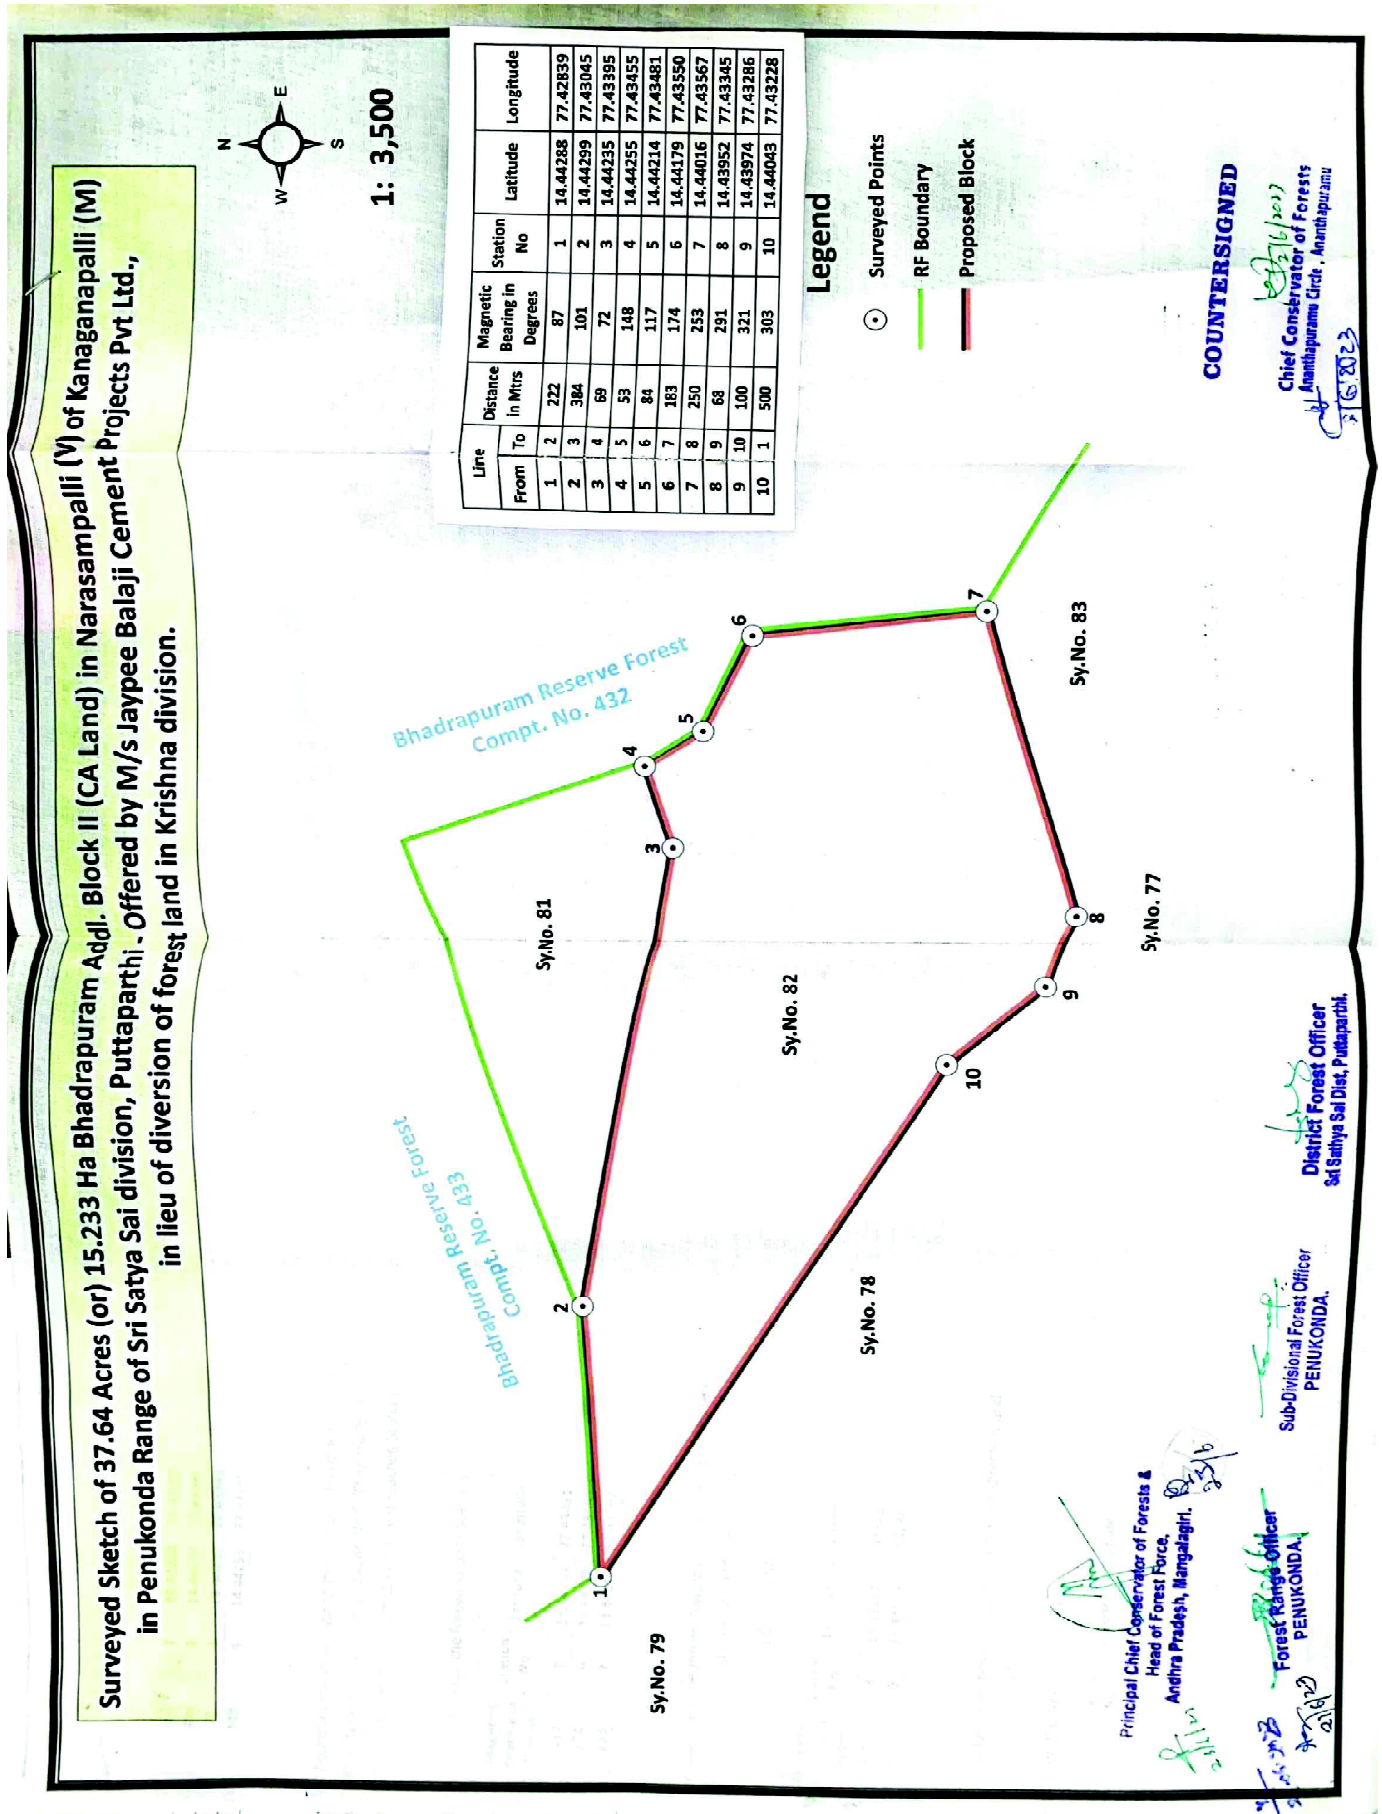 Surveyed Sketch of 37.64 Acres (or) 15.233 Ha Bhadrapuram Addl. Block II (CA Land) in Narasampalli (V) of Kanaganapalli (M)
in Penukonda Range of Sri Satya Sai division, Puttaparthi. Offered by M/s Jaypee Balaji Cement Projects Pvt Ltd.,
in lieu of diversion of forest land in Krishna division.
N
W E
S
1: 3,500
Line Distance in Mtrs Magnetic Bearing in Degrees Station No Latitude Longitude
From To
1 2 222 87 1 14.44288 77.42839
2 3 384 101 2 14.44299 77.43045
3 4 69 72 3 14.44235 77.43395
4 5 53 148 4 14.44255 77.43455
5 6 84 117 5 14.44214 77.43481
6 7 183 174 6 14.44179 77.43550
7 8 250 253 7 14.44016 77.43567
8 9 68 291 8 14.43952 77.43345
9 10 100 321 9 14.43974 77.43286
10 1 500 303 10 14.44043 77.43228
Legend
Surveyed Points
RF Boundary
Proposed Block
Bhadrapuram Reserve Forest
Compt. No. 433
Bhadrapuram Reserve Forest
Compt. No. 432
1
2
3
4
5
6
7
8
9
10
Sy.No. 79
Sy.No. 81
Sy.No. 82
Sy.No. 78
Sy.No. 77
Sy.No. 83
Principal Chief Conservator of Forests &
Head of Forest Force,
Andhra Pradesh, Mangalagiri.
Forest Range Officer
PENUKONDA.
Sub-Divisional Forest Officer
PENUKONDA.
District Forest Officer
Sri Sathya Sai Dist, Puttaparthi.
COUNTERSIGNED
Chief Conservator of Forests
Ananthapuramu Circle, Ananthapuramu